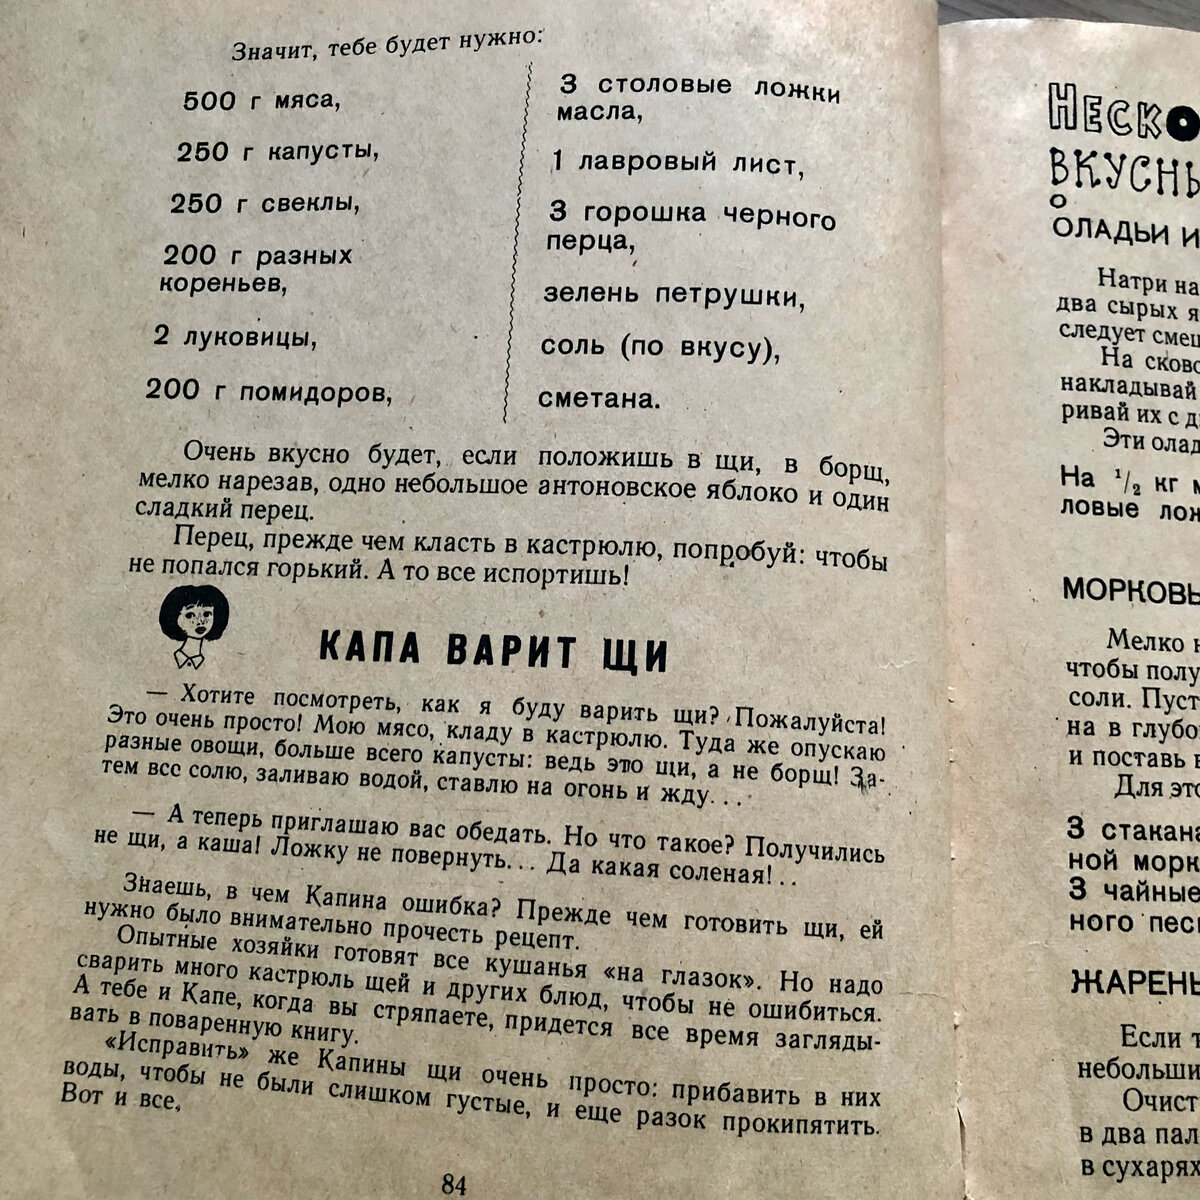 Значит, тебе будет нужно:
500 г мяса,
250 г капусты,
250 г свеклы,
200 г разных
кореньев,
2 луковицы,
200 г помидоров,
3 столовые ложки
масла,
1 лавровый лист,
3 горошка черного
перца,
зелень петрушки,
соль (по вкусу),
сметана.
Очень вкусно будет, если положишь в щи, в борщ,
мелко нарезав, одно небольшое антоновское яблоко и один
сладкий перец.
Перец, прежде чем класть в кастрюлю, попробуй: чтобы
не попался горький. А то все испортишь!
КАПА ВАРИТ ЩИ
— Хотите посмотреть, как я буду варить щи? Пожалуйста!
Это очень просто! Мою мясо, кладу в кастрюлю. Туда же опускаю
разные овощи, больше всего капусты: ведь это щи, а не борщ! За-
тем все солю, заливаю водой, ставлю на огонь и жду...
— А теперь приглашаю вас обедать. Но что такое? Получились
не щи, а каша! Ложку не повернуть... Да какая соленая!..
Знаешь, в чем Капина ошибка? Прежде чем готовить щи, ей
нужно было внимательно прочесть рецепт.
Опытные хозяйки готовят все кушанья «на глазок». Но надо
сварить много кастрюль щей и других блюд, чтобы не ошибиться.
А тебе и Капе, когда вы стряпаете, придется все время загляды-
вать в поваренную книгу.
«Исправить» же Капины щи очень просто: прибавить в них
воды, чтобы не были слишком густые, и еще разок прокипятить.
Вот и все.
84
НЕСКО
ВКУСНЫ
ОЛАДЬИ И
Натри на
два сырых я
следует смеш
На сково
накладывай
ривай их с д
Эти олад
На 1/2 кг м
ловые лож
МОРКОВЬ
Мелко н
чтобы полу
соли. Пуст
на в глубо
и поставь н
Для это
3 стакана
ной морк
3 чайные
ного песк
ЖАРЕНЫ
Если т
небольши
Очист
в два пал
в сухарях